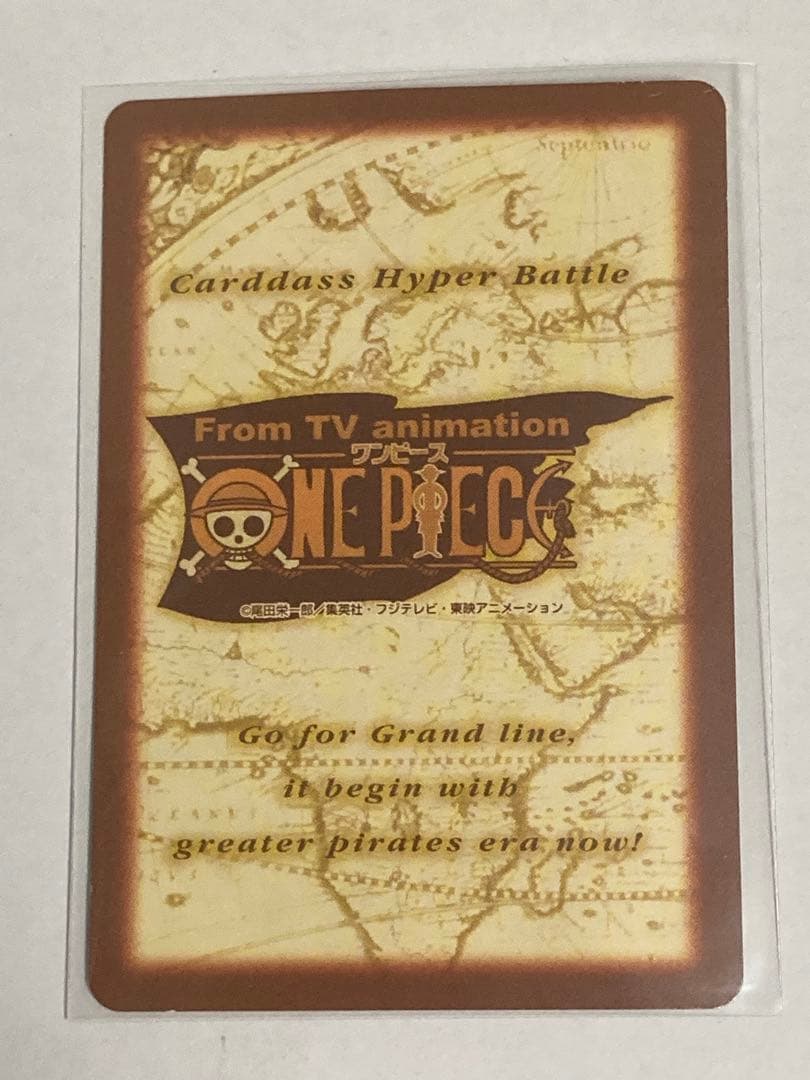 Septentrio
Carddass Hyper Battle
From TV animation
ワンピース
ONE PIECE
©尾田栄一郎／集英社・フジテレビ・東映アニメーション
Go for Grand line,
it begin with
greater pirates era now!